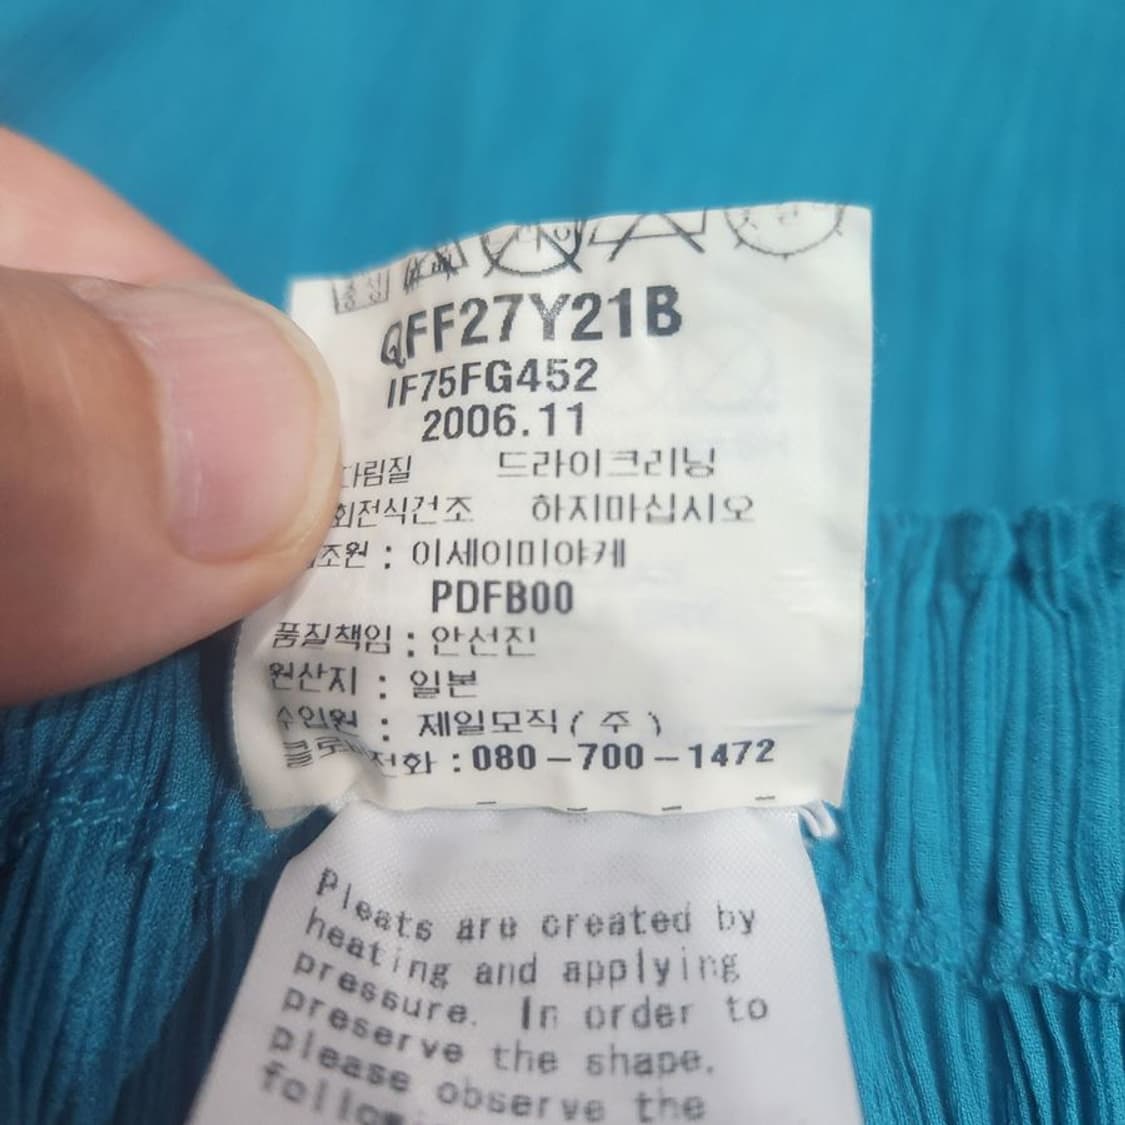 중성
QFF27Y21B
IF75FG452
2006.11
다림질 드라이크리닝
회전식건조 하지마십시오
조원 : 이세이미야케
PDFB00
품질책임 : 안선진
원산지 : 일본
수입원 : 제일모직(주)
전화 : 080-700-1472
Pleats are created by
heating and applying
pressure. In order to
preserve the shape,
please observe the